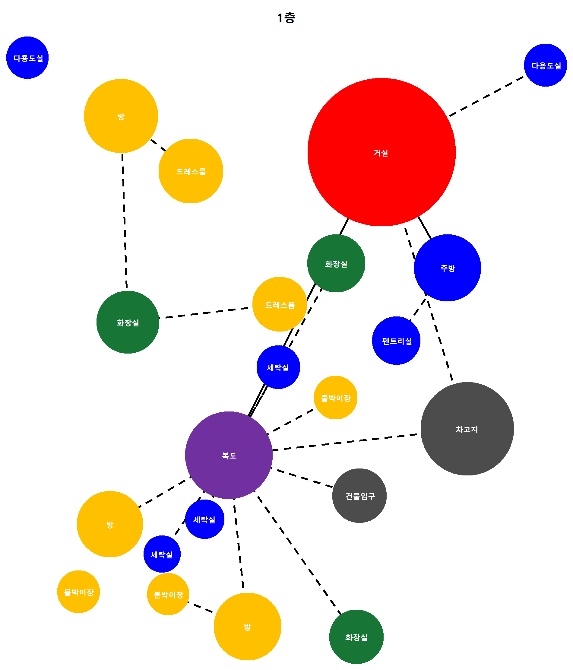 1층
다용도실
다용도실
방
거실
드레스룸
화장실
주방
드레스룸
화장실
팬트리실
세탁실
붙박이장
차고지
복도
건물입구
세탁실
방
세탁실
붙박이장
붙박이장
방
화장실